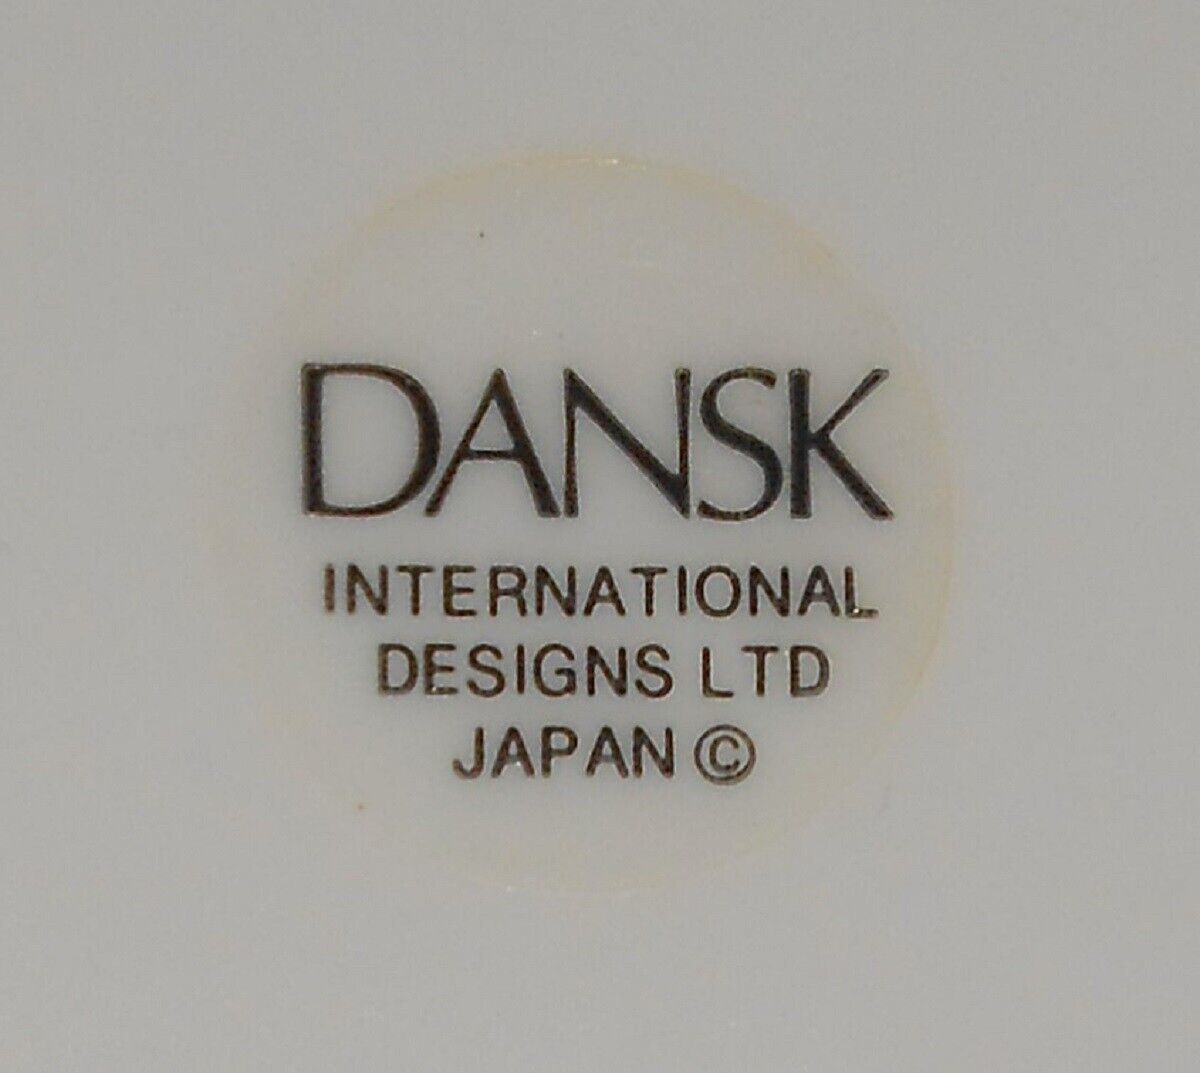 DANSK
INTERNATIONAL
DESIGNS LTD
JAPAN ©